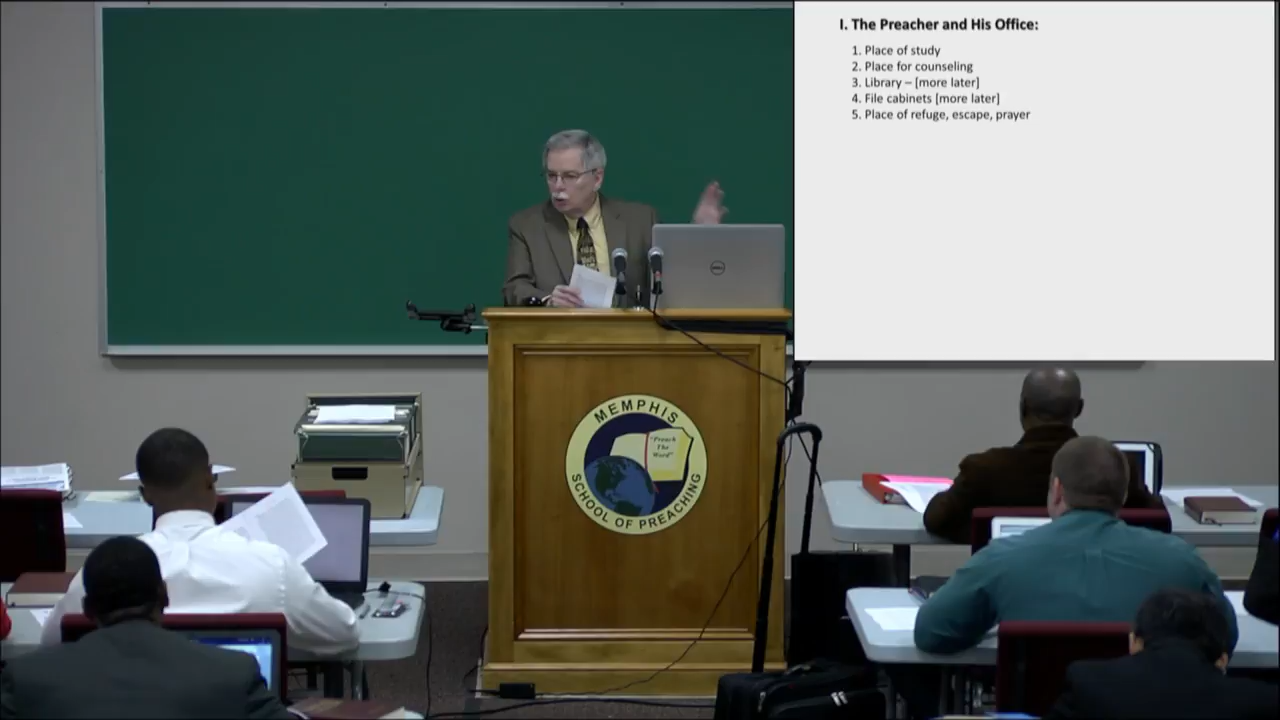 I. The Preacher and His Office:
1. Place of study
2. Place for counseling
3. Library – [more later]
4. File cabinets [more later]
5. Place of refuge, escape, prayer
DELL
MEMPHIS
"Preach
The
Word"
SCHOOL OF PREACHING